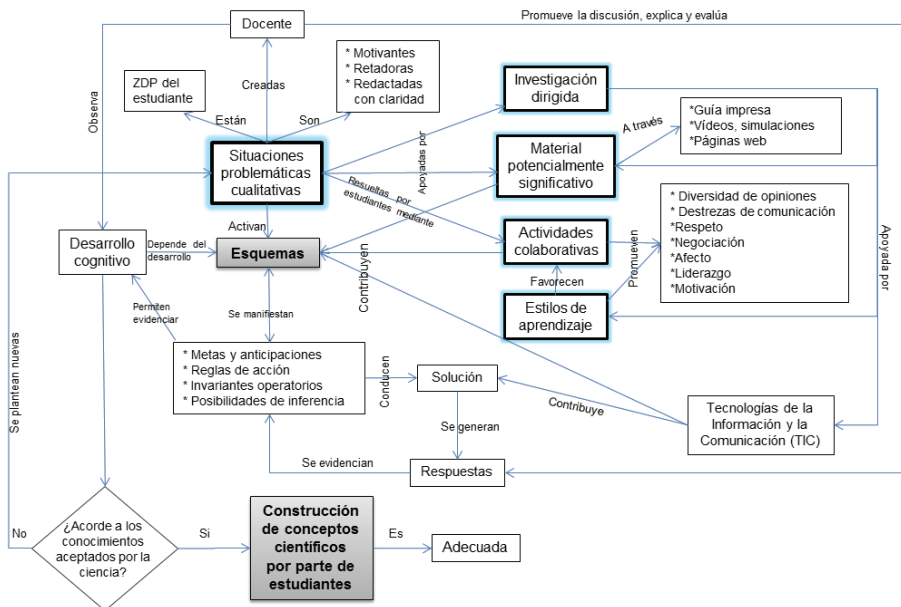 Docente
Promueve la discusión, explica y evalúa
Observa
Creadas
ZDP del
estudiante
Están
Son
* Motivantes
* Retadoras
* Redactadas
con claridad
Investigación
dirigida
Situaciones
problemáticas
cualitativas
Apoyadas por
Resueltas por
estudiantes mediante
Material
potencialmente
significativo
A través
*Guía impresa
*Vídeos, simulaciones
*Páginas web
Activan
Desarrollo
cognitivo
Depende del
desarrollo
Esquemas
Contribuyen
Actividades
colaborativas
Favorecen
Promueven
* Diversidad de opiniones
* Destrezas de comunicación
*Respeto
*Negociación
*Afecto
*Liderazgo
*Motivación
Apoyada por
Estilos de
aprendizaje
Permiten
evidenciar
Se manifiestan
* Metas y anticipaciones
* Reglas de acción
* Invariantes operatorios
* Posibilidades de inferencia
Conducen
Solución
Contribuye
Tecnologías de la
Información y la
Comunicación (TIC)
Se generan
Se evidencian
Respuestas
Se plantean nuevas
No
¿Acorde a los
conocimientos
aceptados por la
ciencia?
Si
Construcción
de conceptos
científicos
por parte de
estudiantes
Es
Adecuada